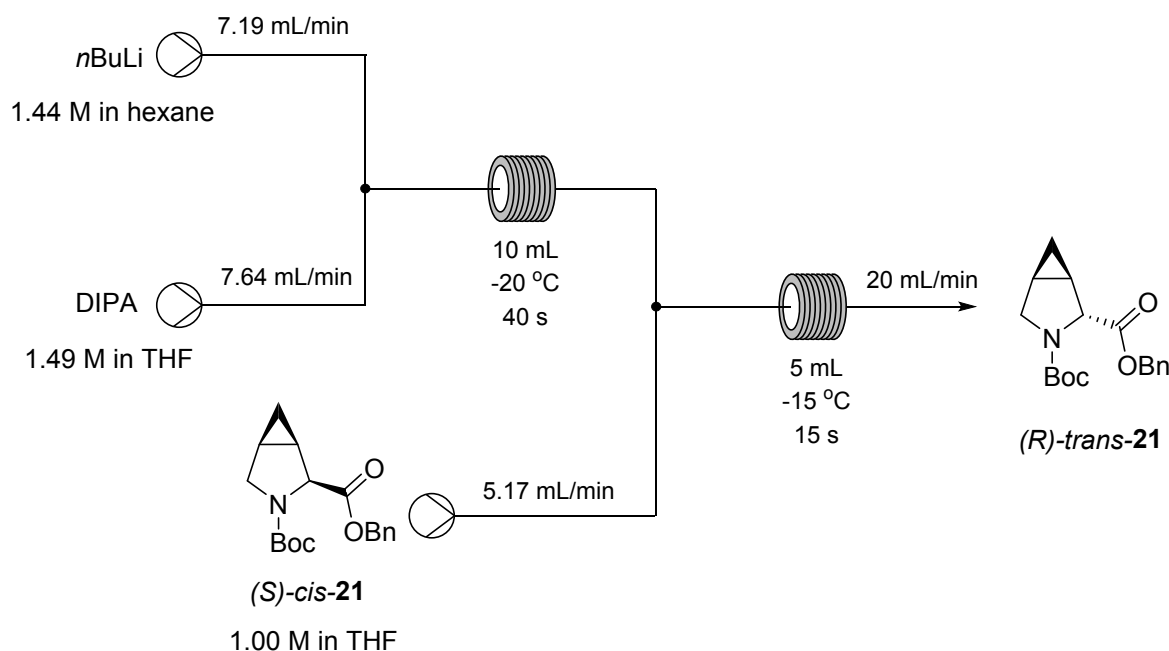 7.19 mL/min
nBuLi
1.44 M in hexane
7.64 mL/min
DIPA
1.49 M in THF
10 mL
-20 °C
40 s
20 mL/min
5 mL
-15 °C
15 s
O
N
OBn
Boc
(R)-trans-21
5.17 mL/min
O
N
OBn
Boc
(S)-cis-21
1.00 M in THF